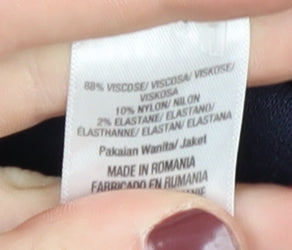 88% VISCOSE/ VISCOSA/ VISKOSE/
VISKOSA
10% NYLON/ NILON
2% ELASTANE/ ELASTANO/
ÉLASTHANNE/ ELASTAN/ ELASTANA
Pakaian Wanita/ Jaket
MADE IN ROMANIA
FABRICADO EN RUMANIA